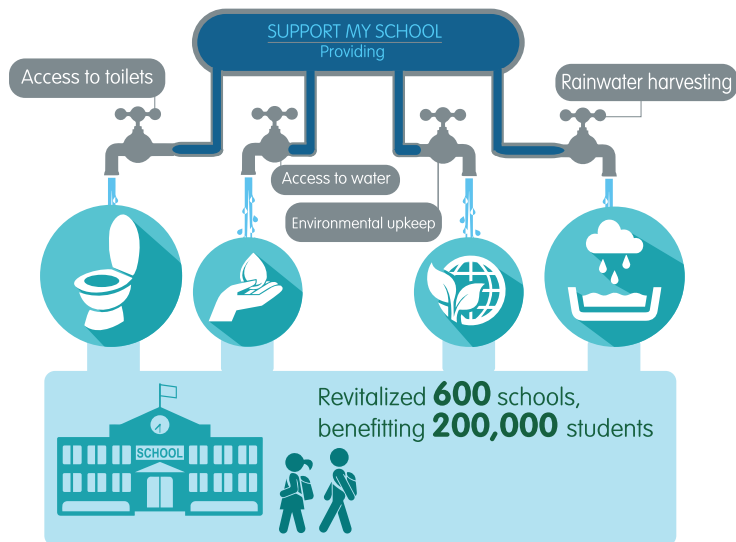 SUPPORT MY SCHOOL
Providing
Access to toilets
Rainwater harvesting
Access to water
Environmental upkeep
Revitalized 600 schools,
benefitting 200,000 students
SCHOOL